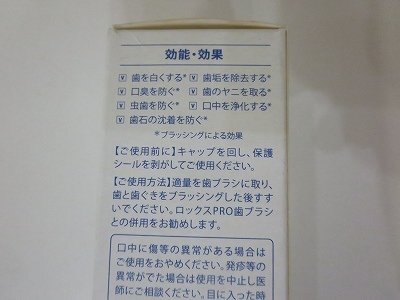 効能・効果
☑ 歯を白くする* ☑ 歯垢を除去する*
☑ 口臭を防ぐ* ☑ 歯のヤニを取る*
☑ 虫歯を防ぐ* ☑ 口中を浄化する*
☑ 歯石の沈着を防ぐ*
*ブラッシングによる効果
【ご使用前に】キャップを回し、保護
シールを剥がしてご使用ください。
【ご使用方法】適量を歯ブラシに取り、
歯と歯ぐきをブラッシングした後すす
いでください。ロックスPRO歯ブラシ
との併用をお勧めします。
口中に傷等の異常がある場合は
ご使用をおやめください。発疹等の
異常がでた場合は使用を中止し医
師にご相談ください。目に入った時